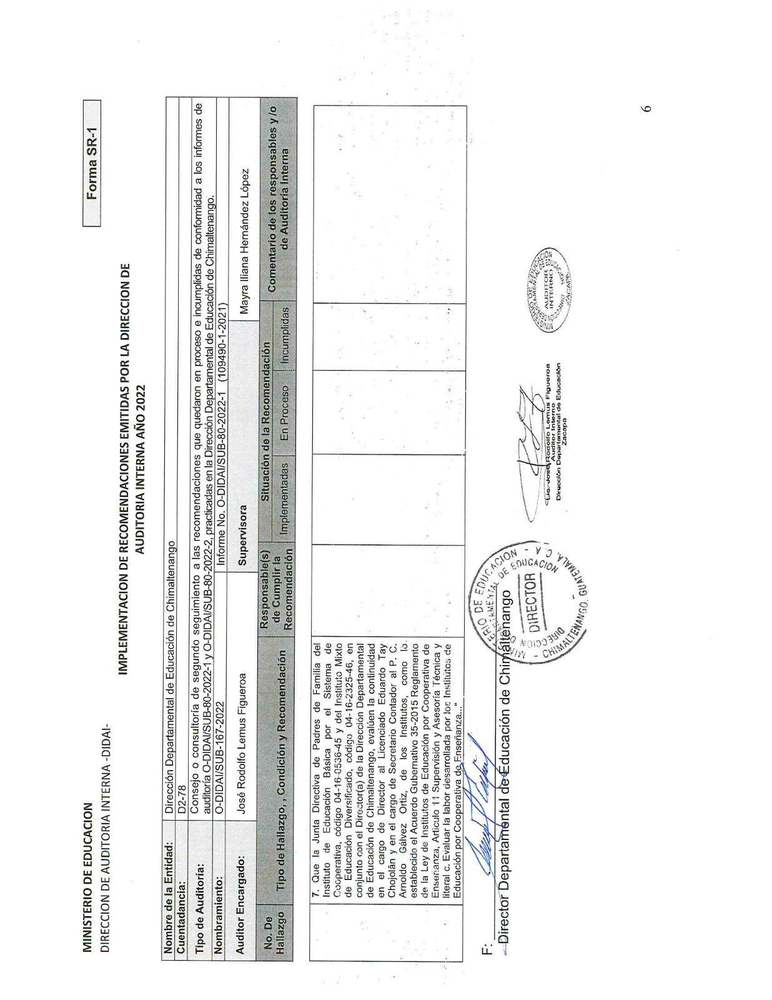 MINISTERIO DE EDUCACION
DIRECCION DE AUDITORIA INTERNA -DIDAI-
Forma SR-1
IMPLEMENTACION DE RECOMENDACIONES EMITIDAS POR LA DIRECCION DE
AUDITORIA INTERNA AÑO 2022
Nombre de la Entidad: Dirección Departamental de Educación de Chimaltenango
Cuentadancia: D2-78
Tipo de Auditoría: Consejo o consultoría de segundo seguimiento a las recomendaciones que quedaron en proceso e incumplidas de conformidad a los informes de
auditoría O-DIDAI/SUB-80-2022-1 y O-DIDAI/SUB-80-2022-2, practicadas en la Dirección Departamental de Educación de Chimaltenango.
Nombramiento: O-DIDAI/SUB-167-2022 Informe No. O-DIDAI/SUB-80-2022-1 (109490-1-2021)
Auditor Encargado: José Rodolfo Lemus Figueroa Supervisora Mayra Iliana Hernández López
No. De
Hallazgo
Tipo de Hallazgo, , Condición y Recomendación
Responsable(s)
de Cumplir la
Recomendación
Situación de la Recomendación
Implementadas En Proceso Incumplidas
Comentario de los responsables y /o
de Auditoría Interna
7. Que la Junta Directiva de Padres de Familia del
Instituto de Educación Básica por el Sistema de
Cooperativa, código 04-16-0536-45 y del Instituto Mixto
de Educación Diversificado, código 04-16-2325-46, en
conjunto con el Director(a) de la Dirección Departamental
de Educación de Chimaltenango, evalúen la continuidad
en el cargo de Director al Licenciado Eduardo Tay
Chojolán y en el cargo de Secretario Contador al P. C.
Arnoldo Gálvez Ortiz, de los Institutos, como lo
establecido el Acuerdo Gubernativo 35-2015 Reglamento
de la Ley de Institutos de Educación por Cooperativa de
Enseñanza, Articulo 11 Supervisión y Asesoría Técnica y
literal c. Evaluar la labor desarrollada por los Institutos de
Educación por Cooperativa de Enseñanza..."
F:
Director Departamental de Educación de Chimaltenango
MINISTERIO DE EDUCACION
DIRECCION DEPARTAMENTAL DE EDUCACION
DIRECTOR
CHIMALTENANGO, GUATEMALA, C. A.
Lic. José Rodolfo Lemus Figueroa
Auditor Interno
Dirección Departamental de Educación
Zacapa
MINISTERIO DE EDUCACION
DIRECCION DEPARTAMENTAL DE EDUCACION
AUDITOR
INTERNO
ZACAPA
6